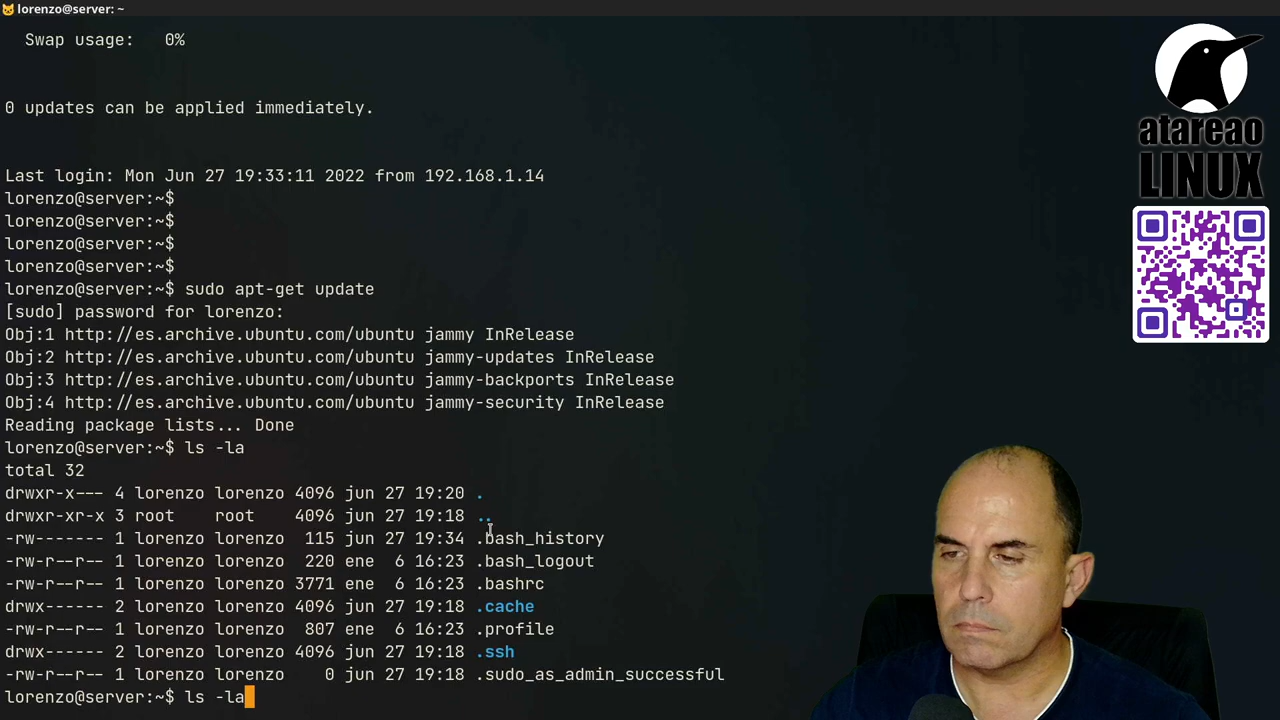 lorenzo@server: ~
Swap usage:   0%
0 updates can be applied immediately.
Last login: Mon Jun 27 19:33:11 2022 from 192.168.1.14
lorenzo@server:~$
lorenzo@server:~$
lorenzo@server:~$
lorenzo@server:~$
lorenzo@server:~$ sudo apt-get update
[sudo] password for lorenzo:
Obj:1 http://es.archive.ubuntu.com/ubuntu jammy InRelease
Obj:2 http://es.archive.ubuntu.com/ubuntu jammy-updates InRelease
Obj:3 http://es.archive.ubuntu.com/ubuntu jammy-backports InRelease
Obj:4 http://es.archive.ubuntu.com/ubuntu jammy-security InRelease
Reading package lists... Done
lorenzo@server:~$ ls -la
total 32
drwxr-x--- 4 lorenzo lorenzo 4096 jun 27 19:20 .
drwxr-xr-x 3 root    root    4096 jun 27 19:18 ..
-rw------- 1 lorenzo lorenzo  115 jun 27 19:34 .bash_history
-rw-r--r-- 1 lorenzo lorenzo  220 ene  6 16:23 .bash_logout
-rw-r--r-- 1 lorenzo lorenzo 3771 ene  6 16:23 .bashrc
drwx------ 2 lorenzo lorenzo 4096 jun 27 19:18 .cache
-rw-r--r-- 1 lorenzo lorenzo  807 ene  6 16:23 .profile
drwx------ 2 lorenzo lorenzo 4096 jun 27 19:18 .ssh
-rw-r--r-- 1 lorenzo lorenzo    0 jun 27 19:18 .sudo_as_admin_successful
lorenzo@server:~$ ls -la
atareao
LINUX